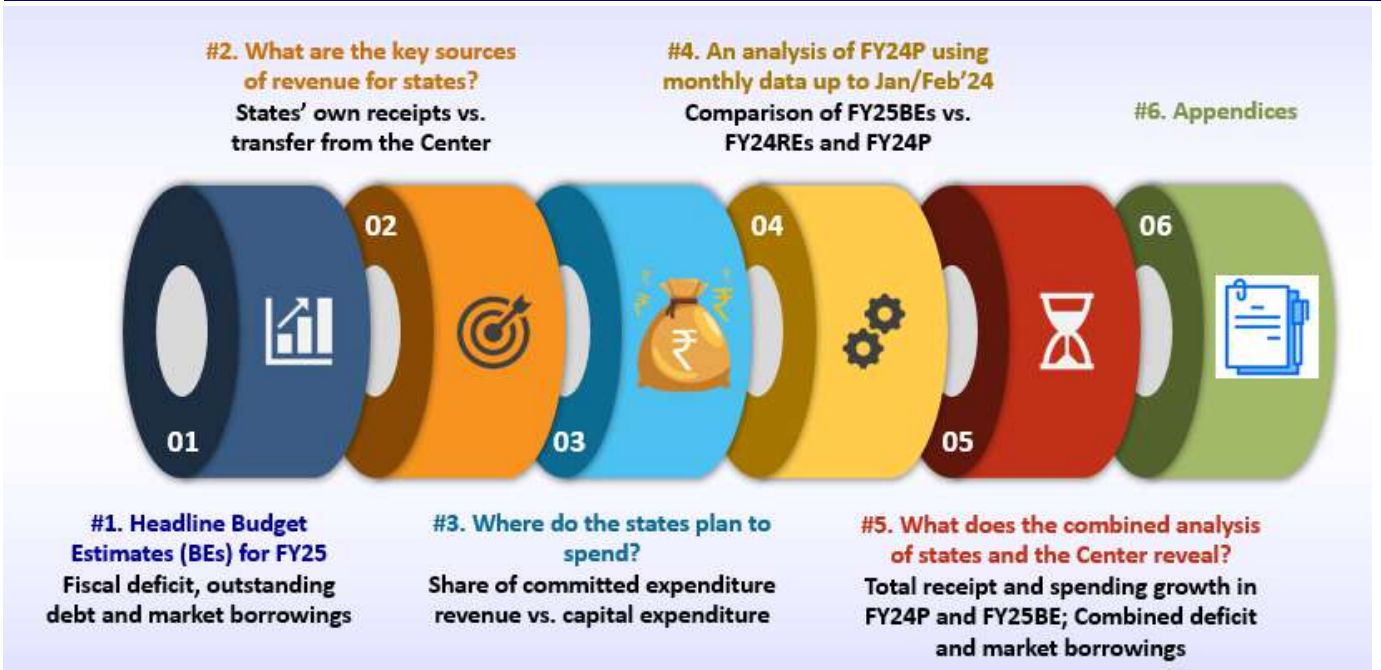 #2. What are the key sources
of revenue for states?
States' own receipts vs.
transfer from the Center
#4. An analysis of FY24P using
monthly data up to Jan/Feb'24
Comparison of FY25BEs vs.
FY24REs and FY24P
#6. Appendices
01
02
₹
03
04
05
06
#1. Headline Budget
Estimates (BEs) for FY25
Fiscal deficit, outstanding
debt and market borrowings
#3. Where do the states plan to
spend?
Share of committed expenditure
revenue vs. capital expenditure
#5. What does the combined analysis
of states and the Center reveal?
Total receipt and spending growth in
FY24P and FY25BE; Combined deficit
and market borrowings